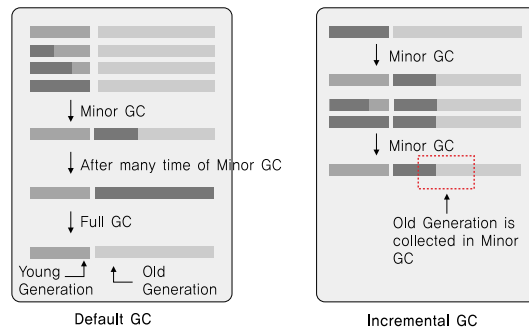 Minor GC
After many time of Minor GC
Full GC
Young
Generation
Old
Generation
Default GC
Minor GC
Minor GC
Old Generation is
collected in Minor
GC
Incremental GC